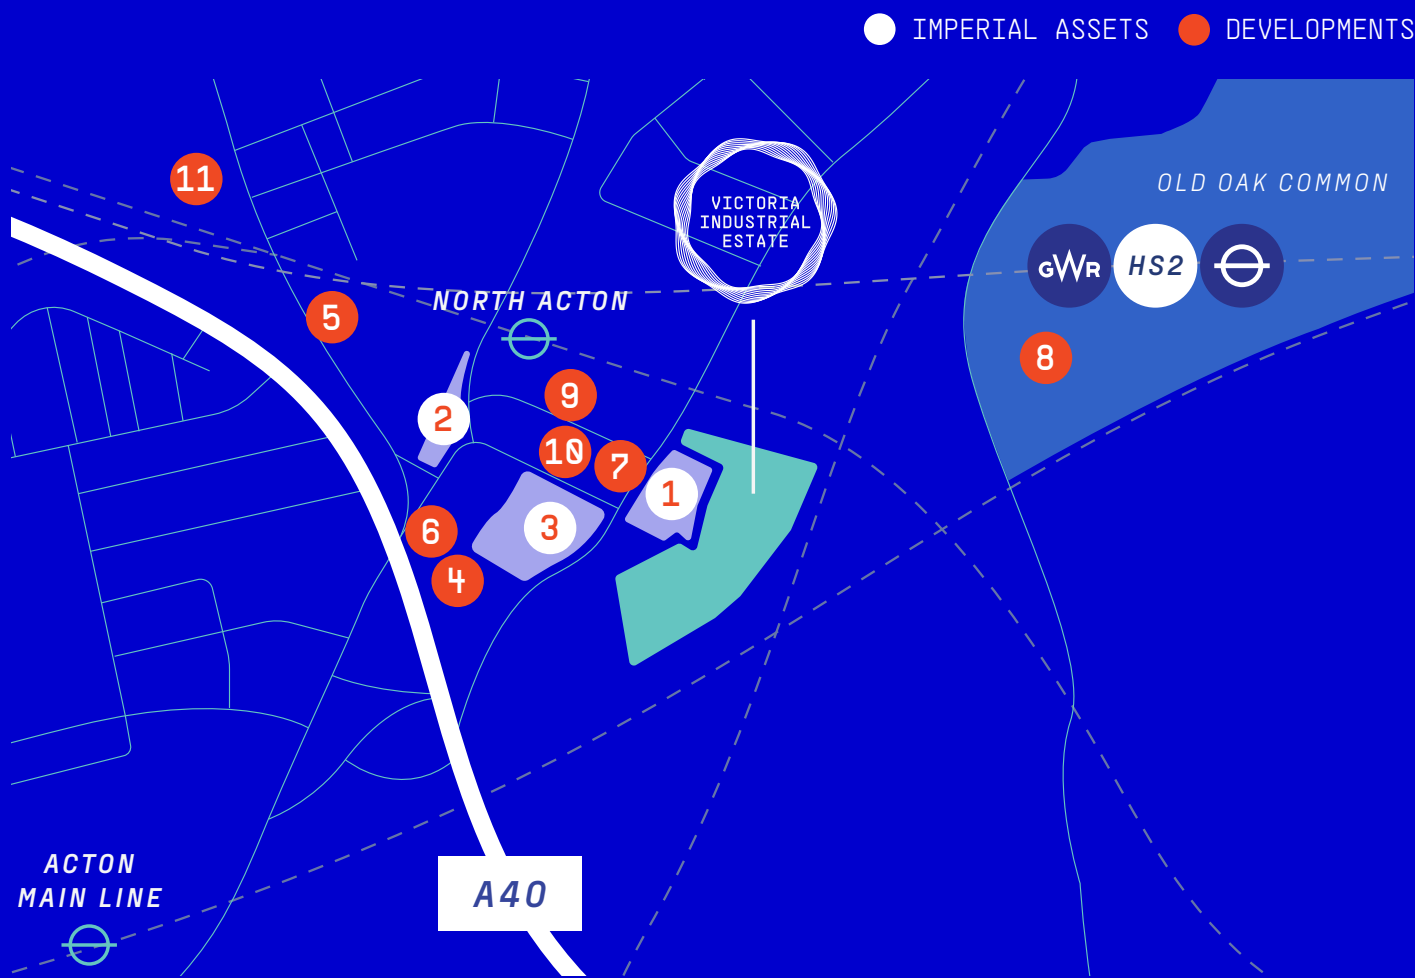 IMPERIAL ASSETS
DEVELOPMENTS
11
VICTORIA
INDUSTRIAL
ESTATE
OLD OAK COMMON
GWR
HS2
NORTH ACTON
5
8
9
2
10
7
1
3
6
4
ACTON
MAIN LINE
A40